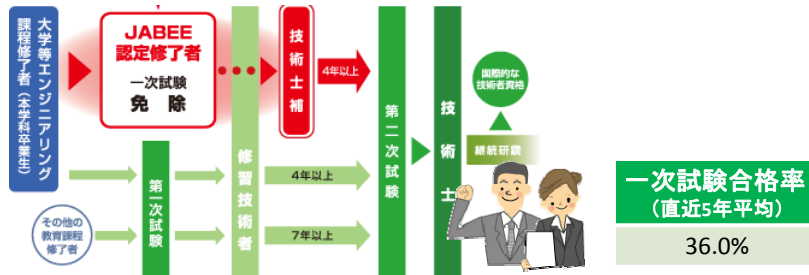 大学等エンジニアリング
課程修了者（本学科卒業生）
JABEE
認定修了者
一次試験
免 除
技術士補
4年以上
第二次試験
技術士
国際的な
技術者資格
継続研鑽
第一次試験
修習技術者
4年以上
その他の
教育課程
修了者
7年以上
一次試験合格率
（直近5年平均）
36.0%